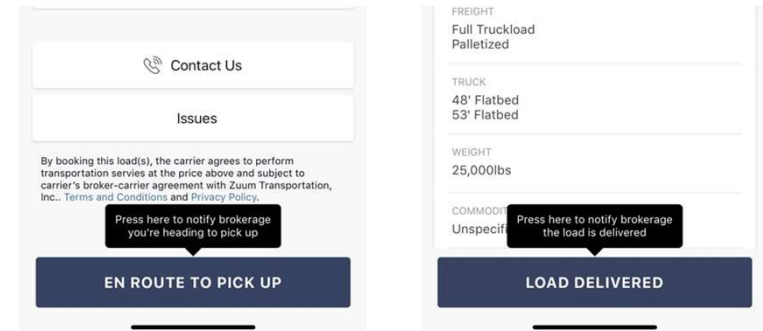 Contact Us
Issues
By booking this load(s), the carrier agrees to perform
transportation servies at the price above and subject to
carrier's broker-carrier agreement with Zuum Transportation,
Inc.. Terms and Conditions and Privacy Policy.
Press here to notify brokerage
you're heading to pick up
EN ROUTE TO PICK UP
FREIGHT
Full Truckload
Palletized
TRUCK
48' Flatbed
53' Flatbed
WEIGHT
25,000lbs
COMMODIT
Unspecifi
Press here to notify brokerage
the load is delivered
LOAD DELIVERED